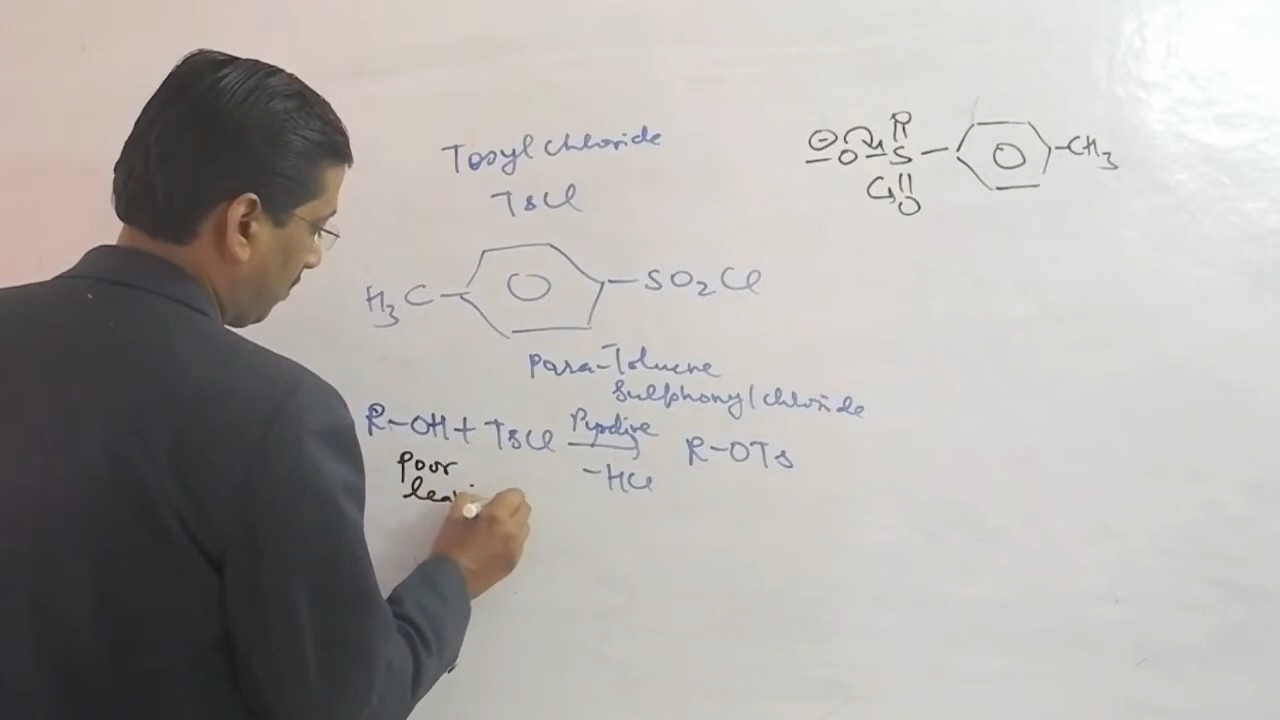 Tosyl chloride
TsCl
H3C SO2Cl
Para-Toluene
Sulphonyl chloride
R-OH + TsCl Pyridine R-OTs
-HCl
Poor
R
⊖ O-S CH3
O